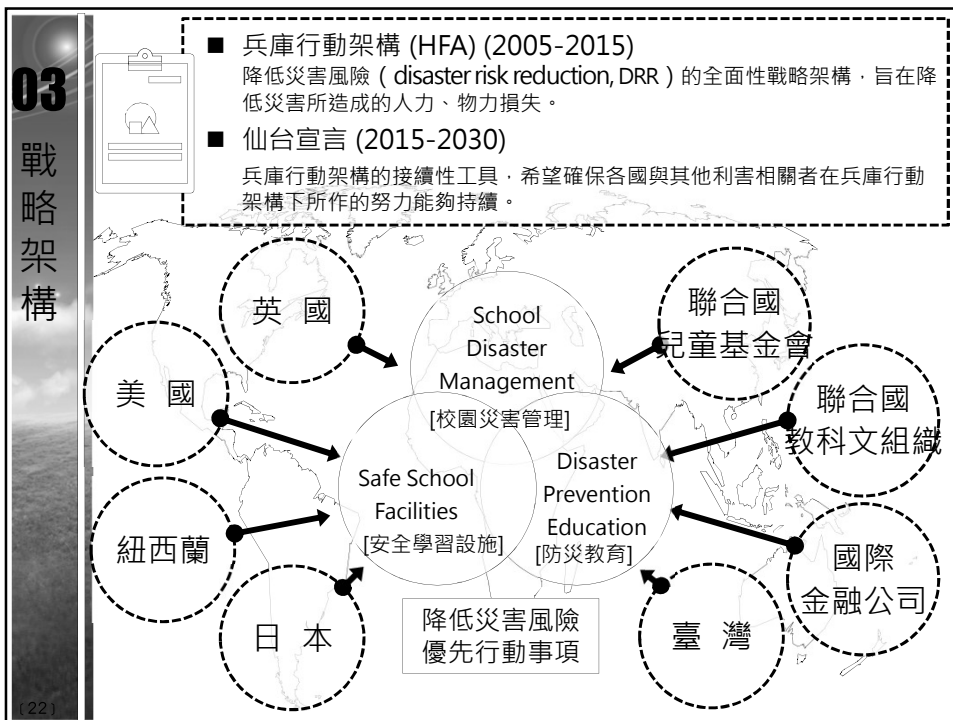 03
戰略架構
■ 兵庫行動架構 (HFA) (2005-2015)
降低災害風險（disaster risk reduction, DRR）的全面性戰略架構，旨在降
低災害所造成的人力、物力損失。
■ 仙台宣言 (2015-2030)
兵庫行動架構的接續性工具，希望確保各國與其他利害相關者在兵庫行動
架構下所作的努力能夠持續。
英 國
美 國
紐西蘭
日 本
School
Disaster
Management
[校園災害管理]
Safe School
Facilities
[安全學習設施]
Disaster
Prevention
Education
[防災教育]
降低災害風險
優先行動事項
聯合國
兒童基金會
聯合國
教科文組織
國際
金融公司
臺 灣
[22]